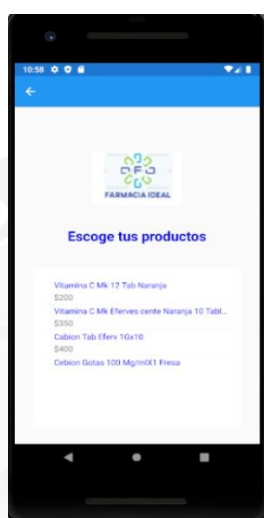 10:58
FARMACIA IDEAL
Escoge tus productos
Vitamina C Mk 12 Tab Naranja
$200
Vitamina C Mk Eferves cente Naranja 10 Tabl...
$350
Cabion Tab Eferv 1Gx10
$400
Cebion Gotas 100 Mg/mlX1 Fresa